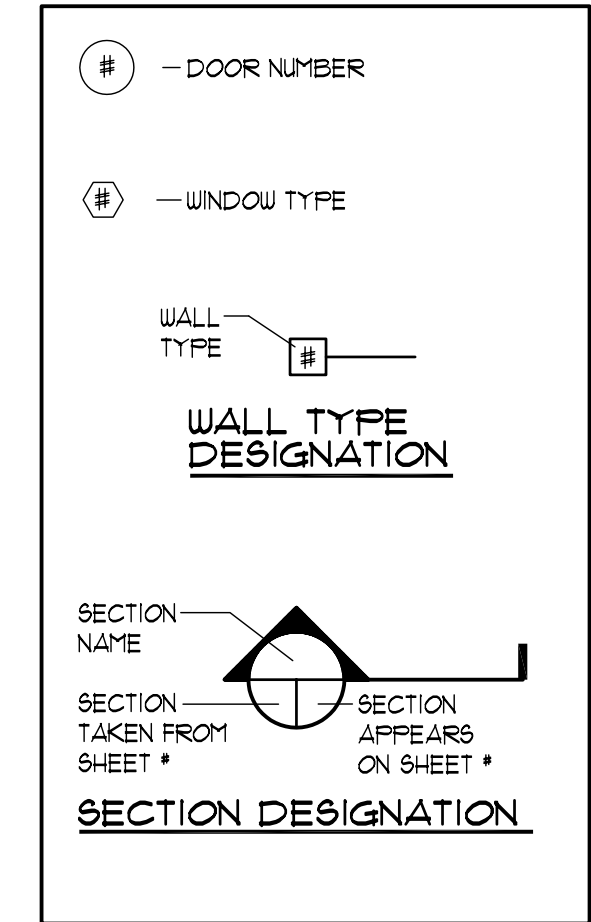 # — DOOR NUMBER
# — WINDOW TYPE
WALL
TYPE
#
WALL TYPE
DESIGNATION
SECTION
NAME
SECTION
TAKEN FROM
SHEET #
SECTION
APPEARS
ON SHEET #
SECTION DESIGNATION